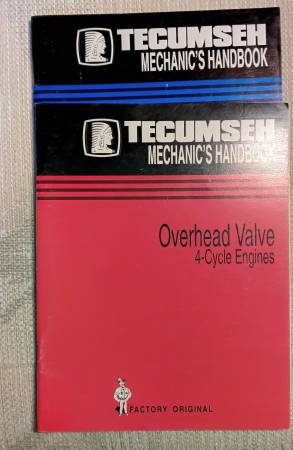 TECUMSEH
MECHANIC'S HANDBOOK
TECUMSEH
MECHANIC'S HANDBOOK
Overhead Valve
4-Cycle Engines
FACTORY ORIGINAL